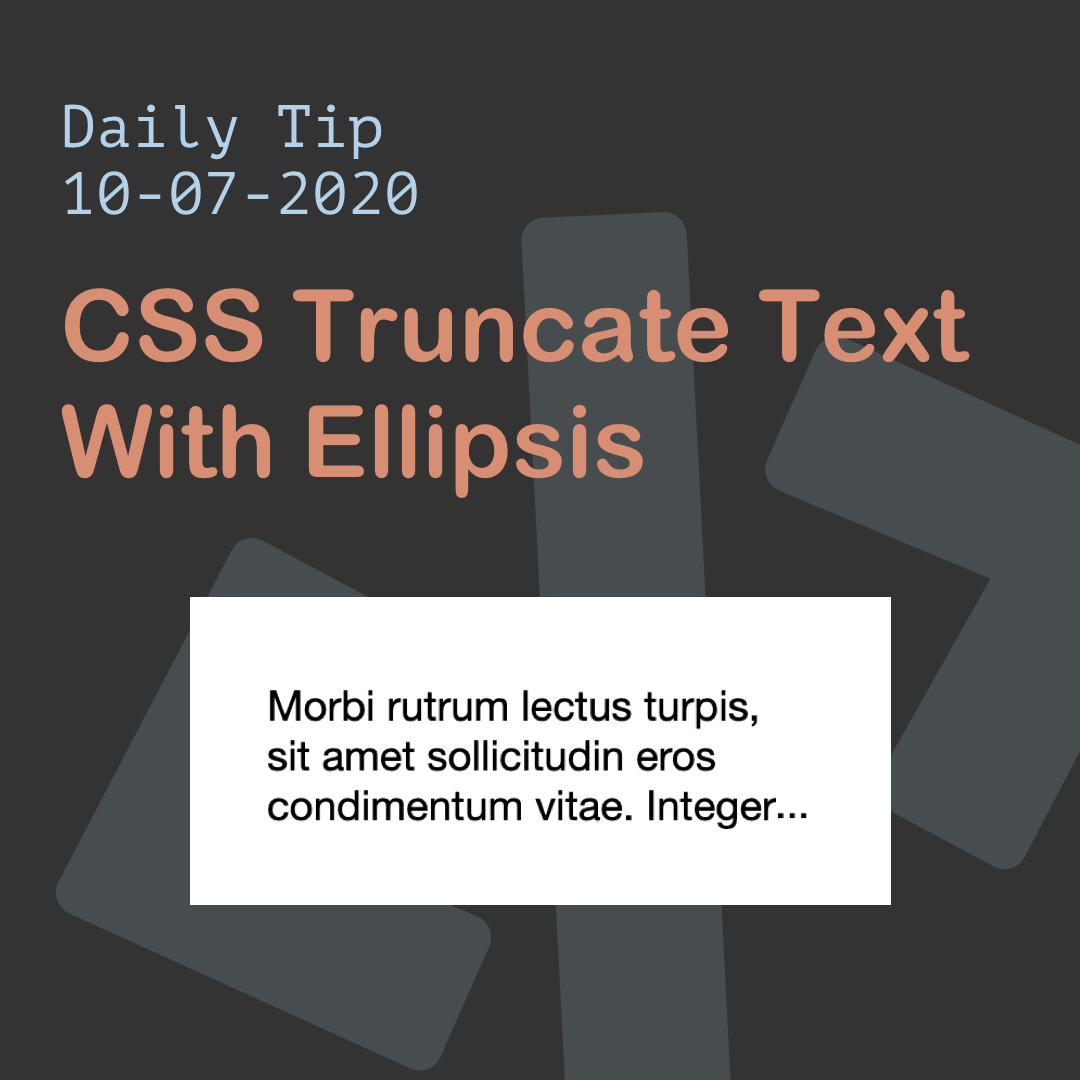 Daily Tip
10-07-2020
CSS Truncate Text
With Ellipsis
Morbi rutrum lectus turpis,
sit amet sollicitudin eros
condimentum vitae. Integer...